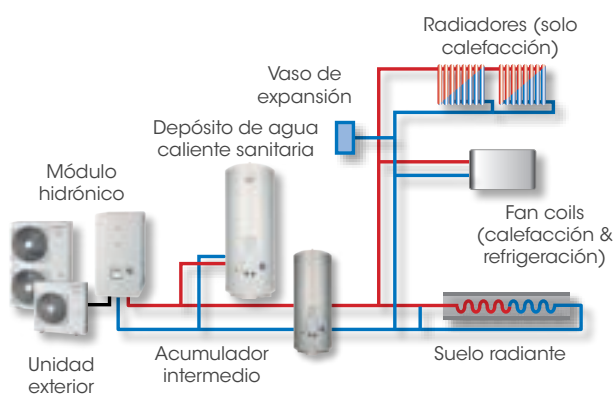 Radiadores (solo
calefacción)
Vaso de
expansión
Depósito de agua
caliente sanitaria
Módulo
hidrónico
Fan coils
(calefacción &
refrigeración)
Unidad
exterior
Acumulador
intermedio
Suelo radiante